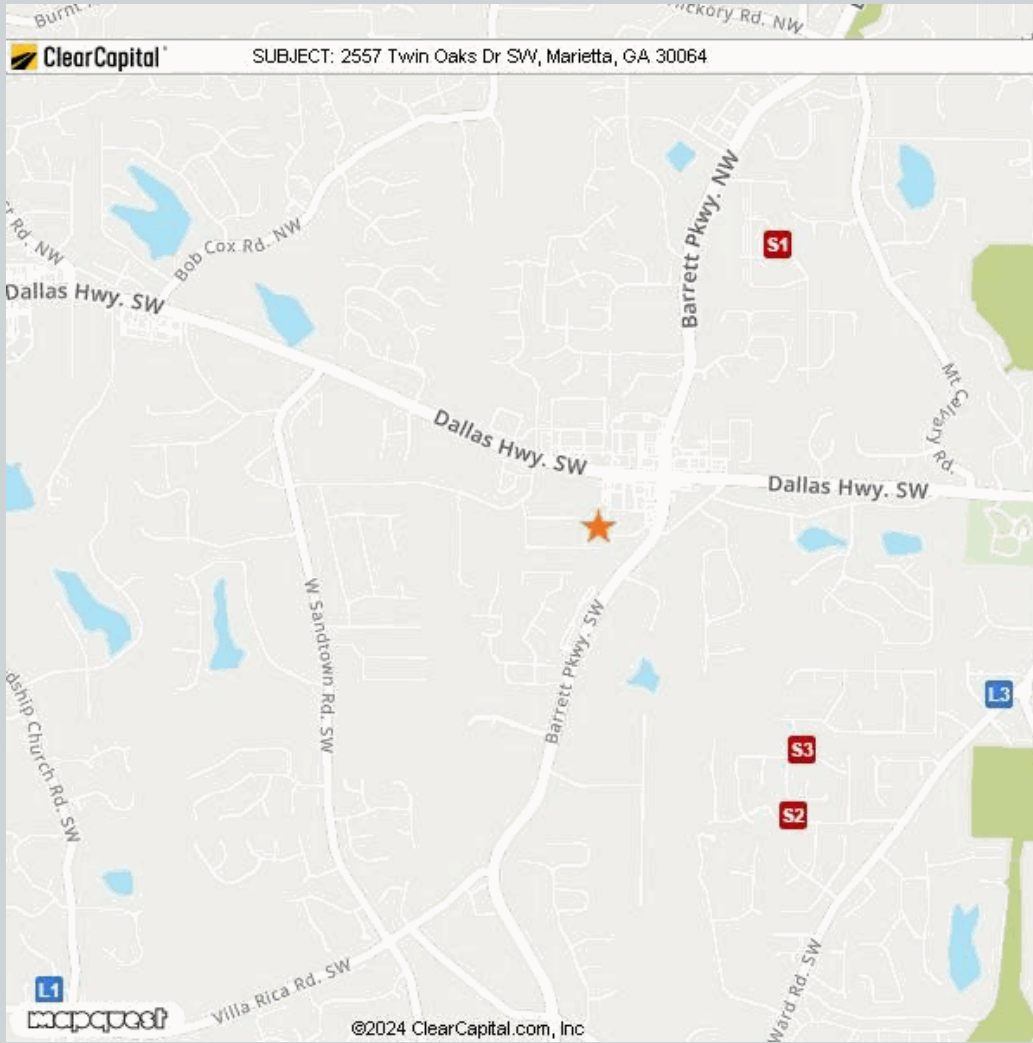 ickory Rd. NW
ClearCapital
SUBJECT: 2557 Twin Oaks Dr SW, Marietta, GA 30064
Barrett Pkwy. NW
S1
Bob Cox Rd. NW
Rd. NW
Dallas Hwy. SW
Mt Calvary Rd.
Dallas Hwy. SW
Dallas Hwy. SW
W Sandtown Rd. SW
Barrett Pkwy. SW
L3
dship Church Rd. SW
S3
S2
L1
Villa Rica Rd. SW
Ward Rd. SW
mapquest
©2024 ClearCapital.com, Inc